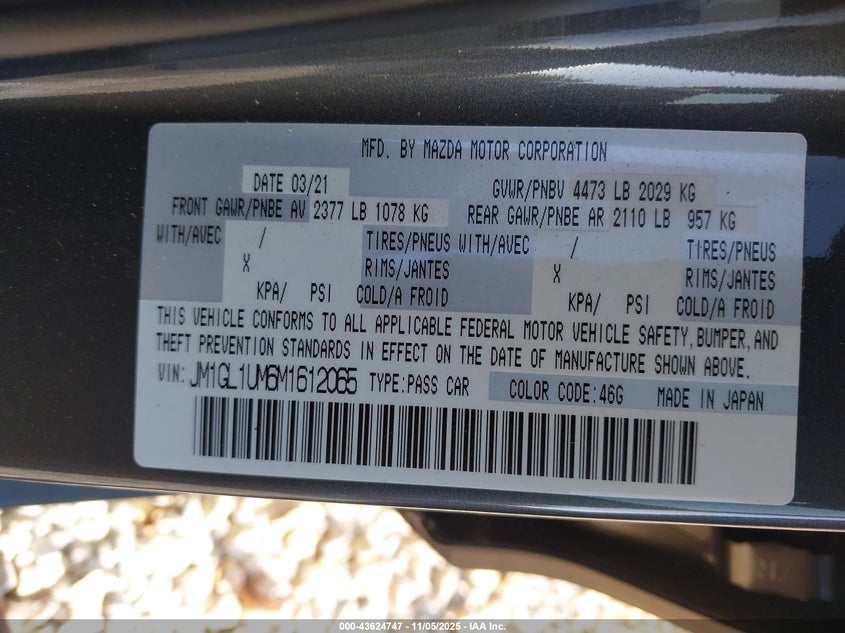 MFD. BY MAZDA MOTOR CORPORATION
DATE 03/21 GVWR/PNBV 4473 LB 2029 KG
FRONT GAWR/PNBE AV 2377 LB 1078 KG REAR GAWR/PNBE AR 2110 LB 957 KG
WITH/AVEC / TIRES/PNEUS WITH/AVEC / TIRES/PNEUS
X RIMS/JANTES X RIMS/JANTES
KPA/ PSI COLD/A FROID KPA/ PSI COLD/A FROID
THIS VEHICLE CONFORMS TO ALL APPLICABLE FEDERAL MOTOR VEHICLE SAFETY, BUMPER, AND
THEFT PREVENTION STANDARDS IN EFFECT ON THE DATE OF MANUFACTURE SHOWN ABOVE.
VIN: JM1GL1UM6M1612065 TYPE:PASS CAR COLOR CODE:46G MADE IN JAPAN
000-43624747 - 11/05/2025 - IAA Inc.